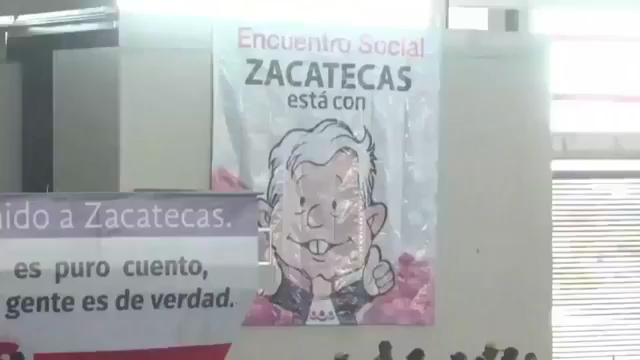 Encuentro Social
ZACATECAS
está con
ido a Zacatecas.
es puro cuento,
gente es de verdad.